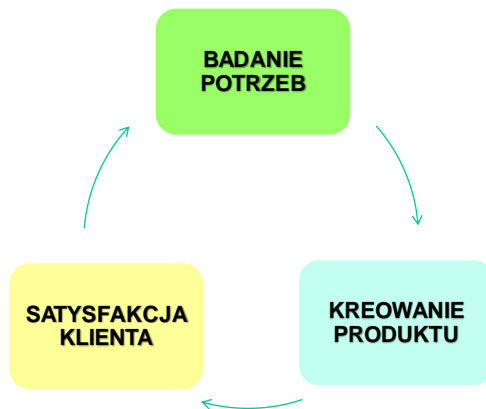 BADANIE
POTRZEB
SATYSFAKCJA
KLIENTA
KREOWANIE
PRODUKTU